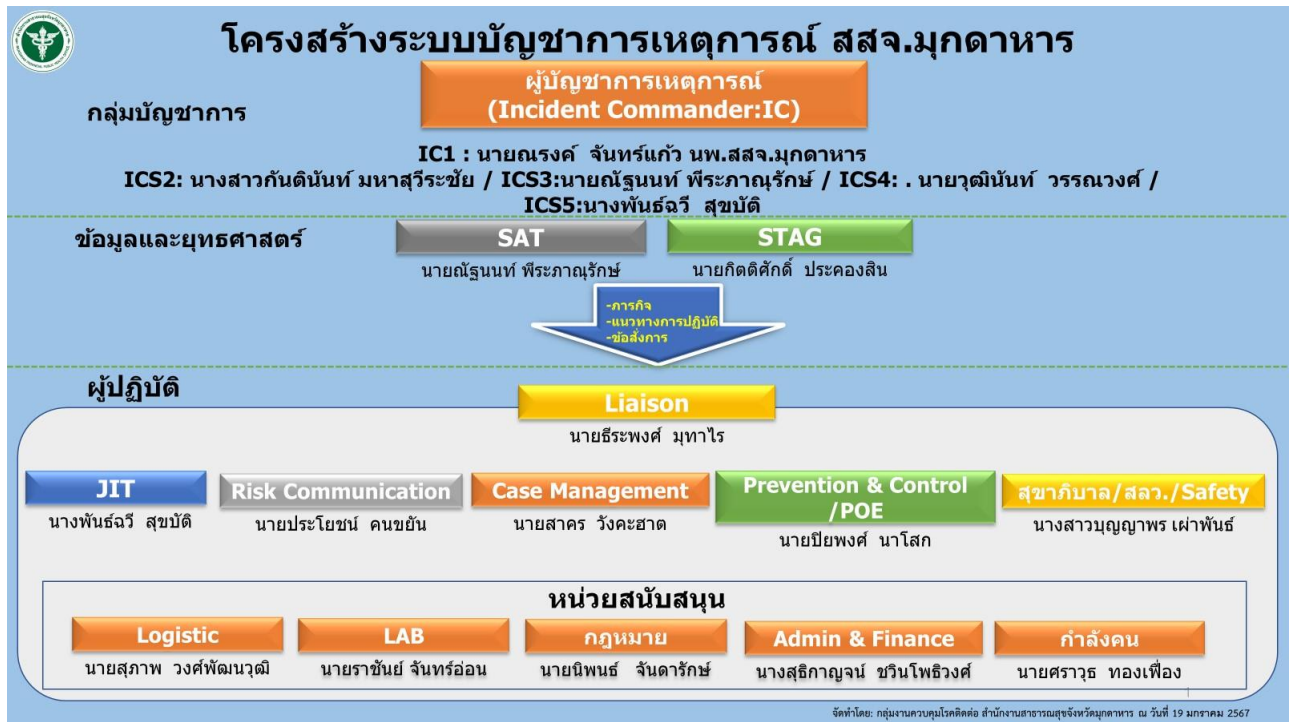 โครงสร้างระบบบัญชาการเหตุการณ์ สสจ.มุกดาหาร
ผู้บัญชาการเหตุการณ์
(Incident Commander:IC)
กลุ่มบัญชาการ
IC1 : นายณรงค์ จันทร์แก้ว นพ.สสจ.มุกดาหาร
ICS2: นางสาวกันตินันท์ มหาสุวีระชัย / ICS3:นายณัฐนนท์ พีระภาณุรักษ์ / ICS4: . นายวุฒินันท์ วรรณวงศ์ /
ICS5:นางพันธ์ฉวี สุขบัติ
ข้อมูลและยุทธศาสตร์
SAT
STAG
นายณัฐนนท์ พีระภาณุรักษ์
นายกิตติศักดิ์ ประคองสิน
-ภารกิจ
-แนวทางการปฏิบัติ
-ข้อสั่งการ
ผู้ปฏิบัติ
Liaison
นายธีระพงศ์ มุทาไร
JIT
Risk Communication
Case Management
Prevention & Control
/POE
สุขาภิบาล/สลว./Safety
นางพันธ์ฉวี สุขบัติ
นายประโยชน์ คนขยัน
นายสาคร วังคะฮาต
นายปิยพงศ์ นาโสก
นางสาวบุญญาพร เผ่าพันธ์
หน่วยสนับสนุน
Logistic
LAB
กฎหมาย
Admin & Finance
กำลังคน
นายสุภาพ วงศ์พัฒนวุฒิ
นายราชันย์ จันทร์อ่อน
นายนิพนธ์ จันดารักษ์
นางสุธิกาญจน์ ชวินโพธิวงศ์
นายศราวุธ ทองเฟื่อง
1
จัดทำโดย: กลุ่มงานควบคุมโรคติดต่อ สำนักงานสาธารณสุขจังหวัดมุกดาหาร ณ วันที่ 19 มกราคม 2567